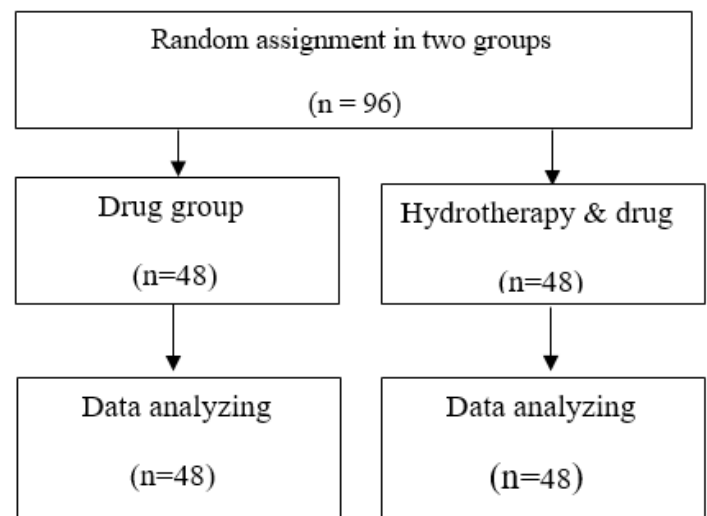 Random assignment in two groups
(n = 96)
Drug group
(n=48)
Hydrotherapy & drug
(n=48)
Data analyzing
(n=48)
Data analyzing
(n=48)